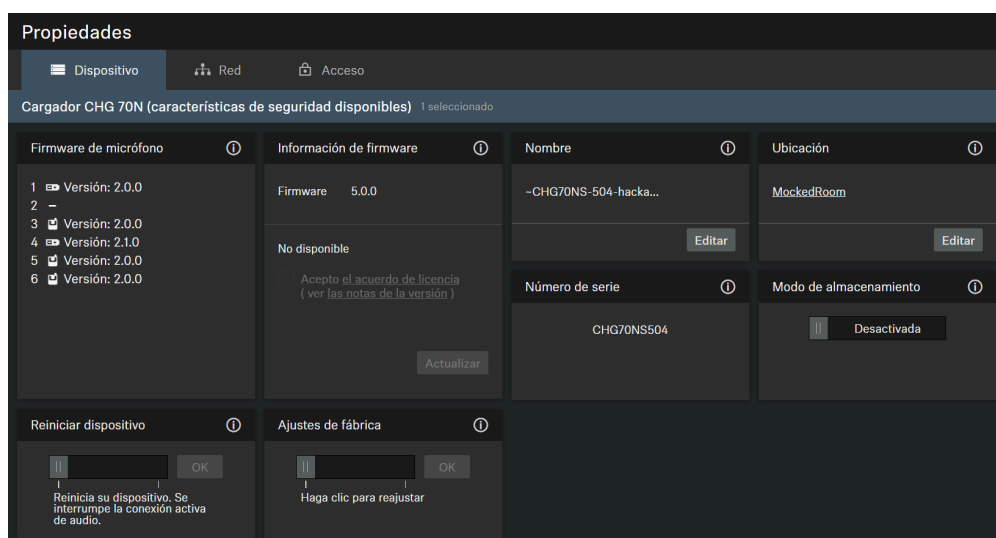 Propiedades
Dispositivo
Red
Acceso
Cargador CHG 70N (características de seguridad disponibles) 1 seleccionado
Firmware de micrófono
1 Versión: 2.0.0
2 –
3 Versión: 2.0.0
4 Versión: 2.1.0
5 Versión: 2.0.0
6 Versión: 2.0.0
Información de firmware
Firmware 5.0.0
No disponible
Acepto el acuerdo de licencia
( ver las notas de la versión )
Actualizar
Nombre
~CHG70NS-504-hacka...
Editar
Ubicación
MockedRoom
Editar
Número de serie
CHG70NS504
Modo de almacenamiento
Desactivada
Reiniciar dispositivo
OK
Reinicia su dispositivo. Se
interrumpe la conexión activa
de audio.
Ajustes de fábrica
OK
Haga clic para reajustar